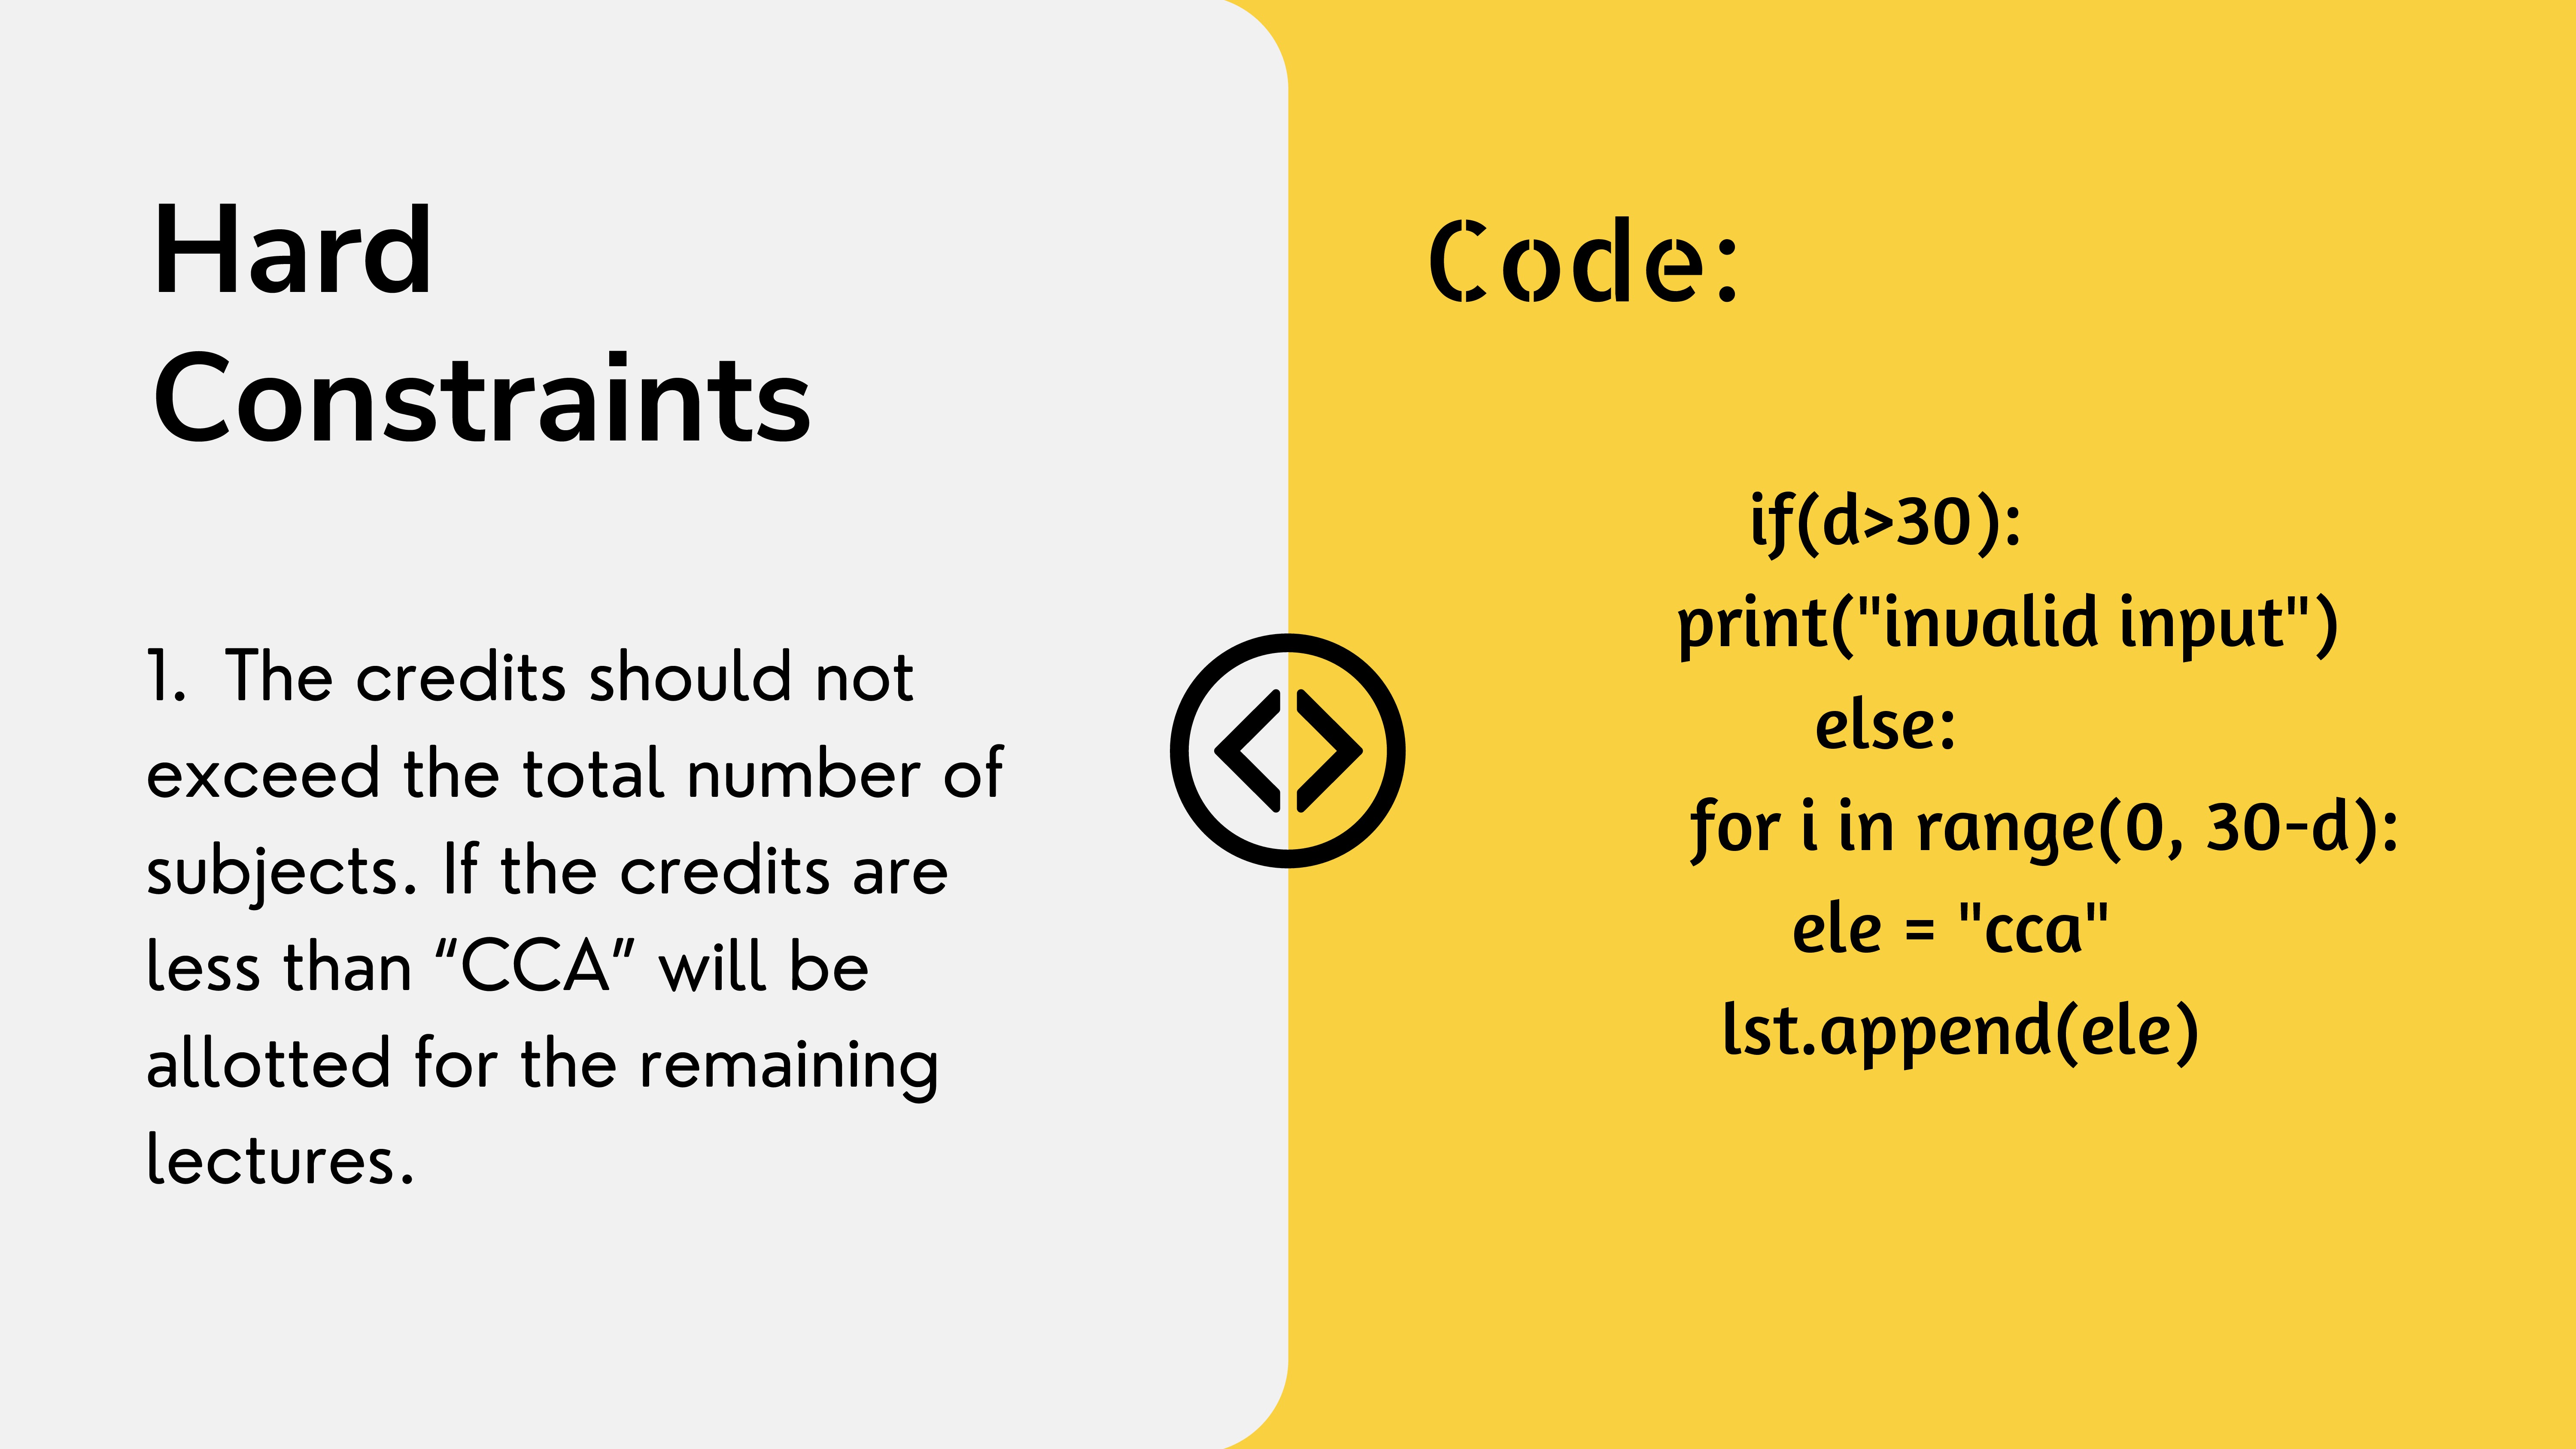 Hard
Constraints
1. The credits should not
exceed the total number of
subjects. If the credits are
less than “CCA” will be
allotted for the remaining
lectures.
Code:
if(d>30):
print("invalid input")
else:
for i in range(0, 30-d):
ele = "cca"
lst.append(ele)